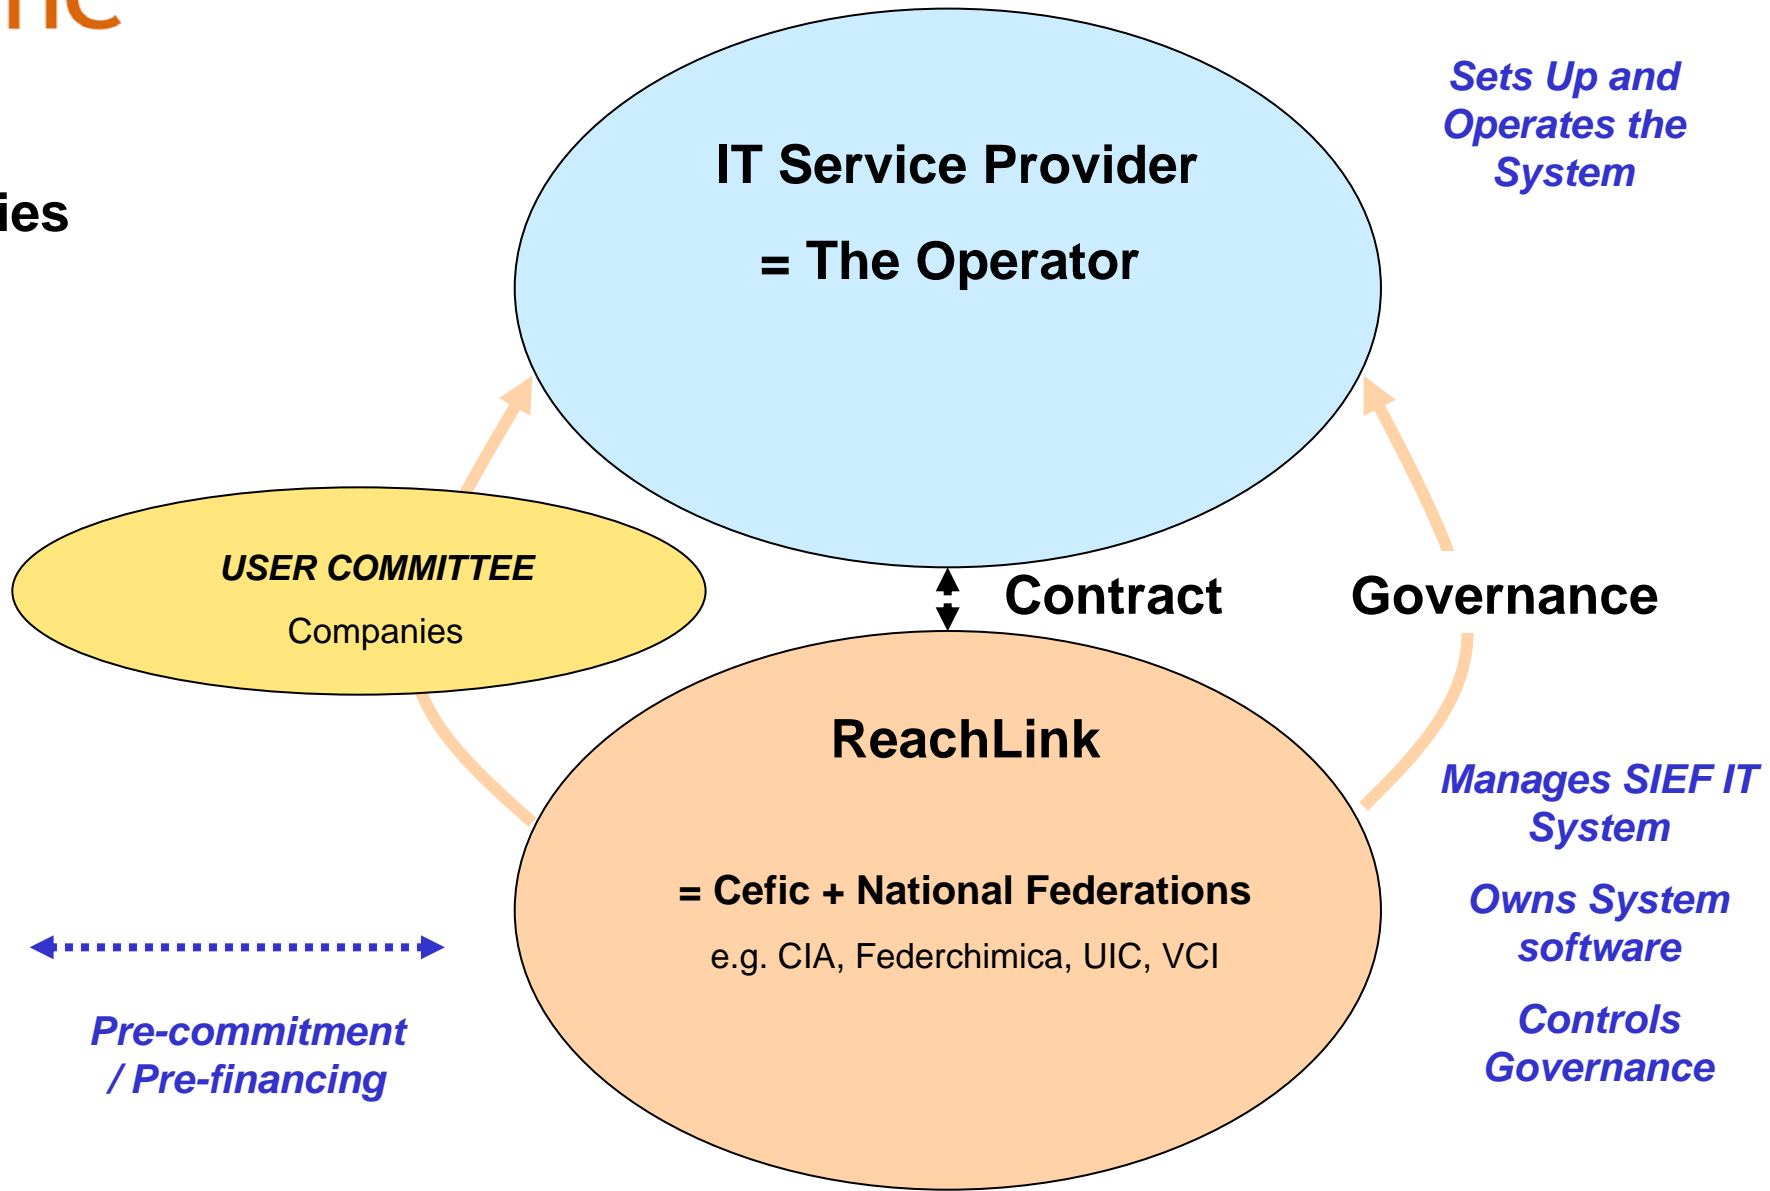 IT Service Provider
= The Operator
Sets Up and
Operates the
System
USER COMMITTEE
Companies
Contract
Governance
ReachLink
= Cefic + National Federations
e.g. CIA, Federchimica, UIC, VCI
Manages SIEF IT
System
Owns System
software
Controls
Governance
Pre-commitment
/ Pre-financing